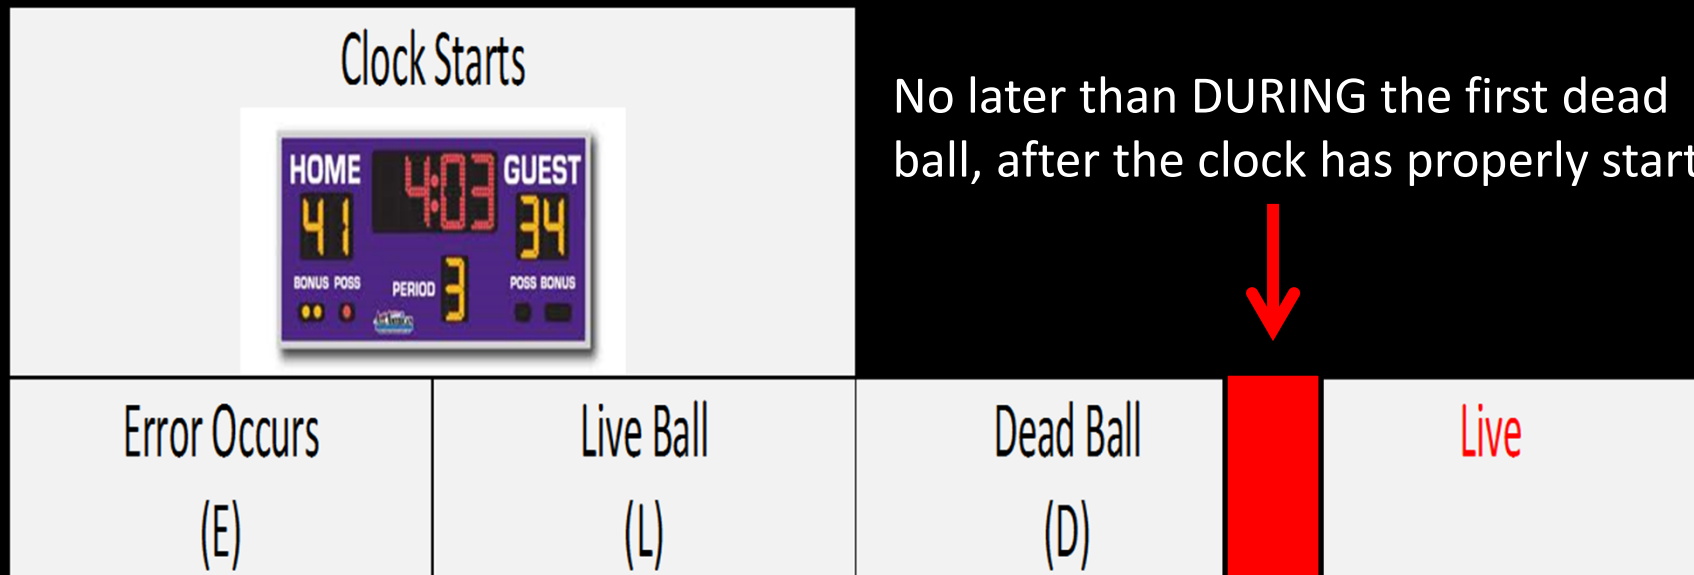 Clock Starts
No later than DURING the first dead
ball, after the clock has properly start
HOME
4:03
GUEST
41
34
BONUS POSS
PERIOD
3
POSS BONUS
Error Occurs
(E)
Live Ball
(L)
Dead Ball
(D)
Live